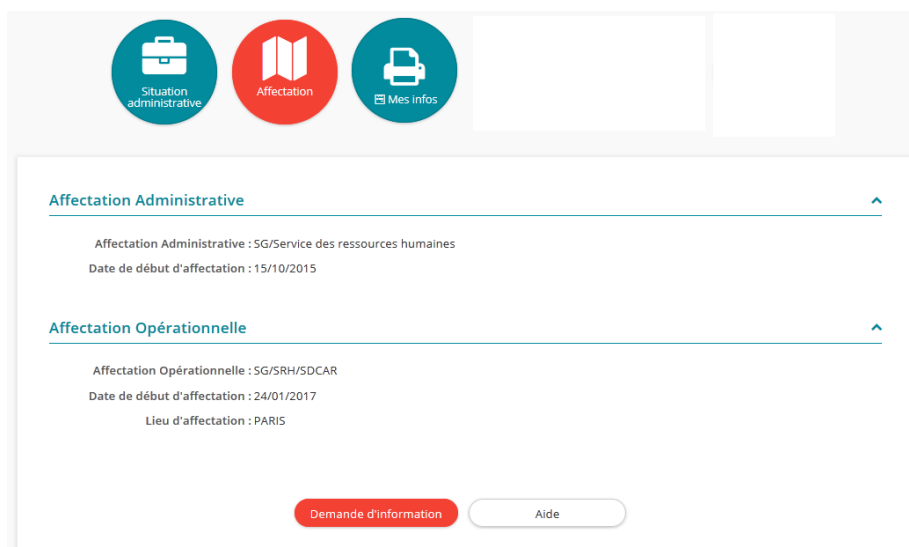 Situation
administrative
Affectation
Mes infos
Affectation Administrative
Affectation Administrative : SG/Service des ressources humaines
Date de début d'affectation : 15/10/2015
Affectation Opérationnelle
Affectation Opérationnelle : SG/SRH/SDCAR
Date de début d'affectation : 24/01/2017
Lieu d'affectation : PARIS
Demande d'information Aide